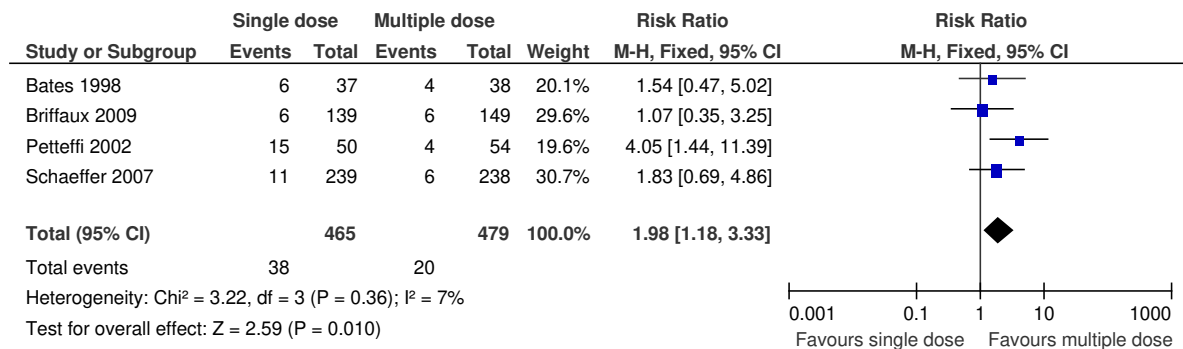 Single dose Multiple dose Risk Ratio Risk Ratio
Study or Subgroup Events Total Events Total Weight M-H, Fixed, 95% CI M-H, Fixed, 95% CI
Bates 1998 6 37 4 38 20.1% 1.54 [0.47, 5.02]
Briffaux 2009 6 139 6 149 29.6% 1.07 [0.35, 3.25]
Petteffi 2002 15 50 4 54 19.6% 4.05 [1.44, 11.39]
Schaeffer 2007 11 239 6 238 30.7% 1.83 [0.69, 4.86]
Total (95% CI) 465 479 100.0% 1.98 [1.18, 3.33]
Total events 38 20
Heterogeneity: Chi² = 3.22, df = 3 (P = 0.36); I² = 7%
Test for overall effect: Z = 2.59 (P = 0.010)
0.001 0.1 1 10 1000
Favours single dose Favours multiple dose